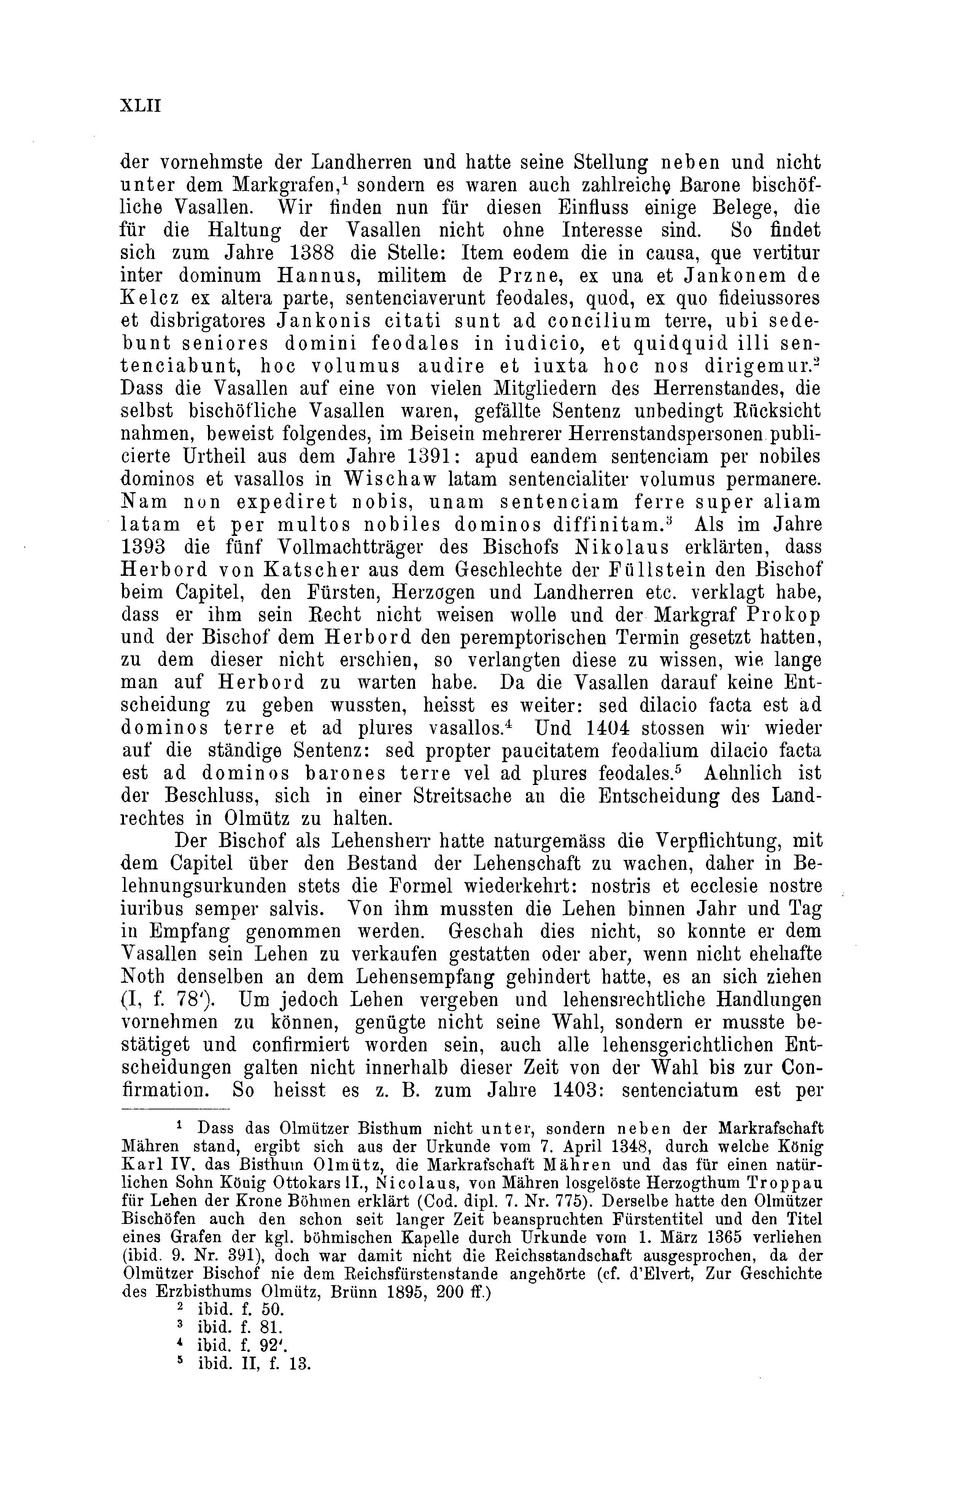 XLII
der vornehmste der Landherren und hatte seine Stellung neben und nicht
unter dem Markgrafen,¹ sondern es waren auch zahlreiche Barone bischöf-
liche Vasallen. Wir finden nun für diesen Einfluss einige Belege, die
für die Haltung der Vasallen nicht ohne Interesse sind. So findet
sich zum Jahre 1388 die Stelle: Item eodem die in causa, que vertitur
inter dominum Hannus, militem de Przne, ex una et Jankonem de
Kelcz ex altera parte, sentenciaverunt feodales, quod, ex quo fideiussores
et disbrigatores Jankonis citati sunt ad concilium terre, ubi sede-
bunt seniores domini feodales in iudicio, et quidquid illi sen-
tenciabunt, hoc volumus audire et iuxta hoc nos dirigemur.²
Dass die Vasallen auf eine von vielen Mitgliedern des Herrenstandes, die
selbst bischöfliche Vasallen waren, gefällte Sentenz unbedingt Rücksicht
nahmen, beweist folgendes, im Beisein mehrerer Herrenstandspersonen publi-
cierte Urtheil aus dem Jahre 1391: apud eandem sentenciam per nobiles
dominos et vasallos in Wischaw latam sentencialiter volumus permanere.
Nam non expediret nobis, unam sentenciam ferre super aliam
latam et per multos nobiles dominos diffinitam.³ Als im Jahre
1393 die fünf Vollmachtträger des Bischofs Nikolaus erklärten, dass
Herbord von Katscher aus dem Geschlechte der Füllstein den Bischof
beim Capitel, den Fürsten, Herzogen und Landherren etc. verklagt habe,
dass er ihm sein Recht nicht weisen wolle und der Markgraf Prokop
und der Bischof dem Herbord den peremptorischen Termin gesetzt hatten,
zu dem dieser nicht erschien, so verlangten diese zu wissen, wie lange
man auf Herbord zu warten habe. Da die Vasallen darauf keine Ent-
scheidung zu geben wussten, heisst es weiter: sed dilacio facta est ad
dominos terre et ad plures vasallos.⁴ Und 1404 stossen wir wieder
auf die ständige Sentenz: sed propter paucitatem feodalium dilacio facta
est ad dominos barones terre vel ad plures feodales.⁵ Aehnlich ist
der Beschluss, sich in einer Streitsache an die Entscheidung des Land-
rechtes in Olmütz zu halten.
Der Bischof als Lehensherr hatte naturgemäss die Verpflichtung, mit
dem Capitel über den Bestand der Lehenschaft zu wachen, daher in Be-
lehnungsurkunden stets die Formel wiederkehrt: nostris et ecclesie nostre
iuribus semper salvis. Von ihm mussten die Lehen binnen Jahr und Tag
in Empfang genommen werden. Geschah dies nicht, so konnte er dem
Vasallen sein Lehen zu verkaufen gestatten oder aber, wenn nicht ehehafte
Noth denselben an dem Lehensempfang gehindert hatte, es an sich ziehen
(I, f. 78'). Um jedoch Lehen vergeben und lehensrechtliche Handlungen
vornehmen zu können, genügte nicht seine Wahl, sondern er musste be-
stätiget und confirmiert worden sein, auch alle lehensgerichtlichen Ent-
scheidungen galten nicht innerhalb dieser Zeit von der Wahl bis zur Con-
firmation. So heisst es z. B. zum Jahre 1403: sentenciatum est per
¹ Dass das Olmützer Bisthum nicht unter, sondern neben der Markrafschaft
Mähren stand, ergibt sich aus der Urkunde vom 7. April 1348, durch welche König
Karl IV. das Bisthum Olmütz, die Markrafschaft Mähren und das für einen natür-
lichen Sohn König Ottokars II., Nicolaus, von Mähren losgelöste Herzogthum Troppau
für Lehen der Krone Böhmen erklärt (Cod. dipl. 7. Nr. 775). Derselbe hatte den Olmützer
Bischöfen auch den schon seit langer Zeit beanspruchten Fürstentitel und den Titel
eines Grafen der kgl. böhmischen Kapelle durch Urkunde vom 1. März 1365 verliehen
(ibid. 9. Nr. 391), doch war damit nicht die Reichsstandschaft ausgesprochen, da der
Olmützer Bischof nie dem Reichsfürstenstande angehörte (cf. d'Elvert, Zur Geschichte
des Erzbisthums Olmütz, Brünn 1895, 200 ff.)
² ibid. f. 50.
³ ibid. f. 81.
⁴ ibid. f. 92'.
⁵ ibid. II, f. 13.